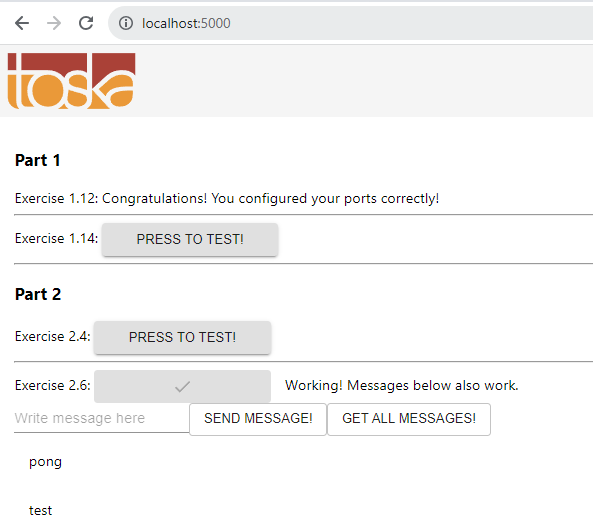 localhost:5000
toska
Part 1
Exercise 1.12: Congratulations! You configured your ports correctly!
Exercise 1.14: PRESS TO TEST!
Part 2
Exercise 2.4: PRESS TO TEST!
Exercise 2.6: Working! Messages below also work.
Write message here SEND MESSAGE! GET ALL MESSAGES!
pong
test